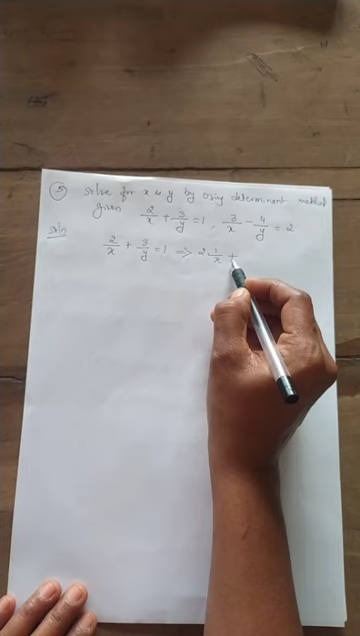 ⑤ Solve for x & y by using determinant method
given 2/x + 3/y = 1, 3/x - 4/y = 2
Soln
2/x + 3/y = 1 => 2 1/x +